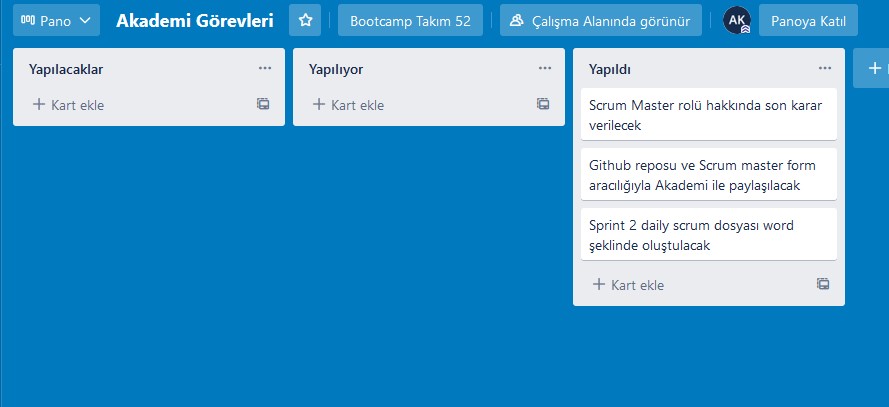 Pano
Akademi Görevleri
Bootcamp Takım 52
Çalışma Alanında görünür
AK
Panoya Katıl
Yapılacaklar
Kart ekle
Yapılıyor
Kart ekle
Yapıldı
Scrum Master rolü hakkında son karar
verilecek
Github reposu ve Scrum master form
aracılığıyla Akademi ile paylaşılacak
Sprint 2 daily scrum dosyası word
şeklinde oluştulacak
Kart ekle